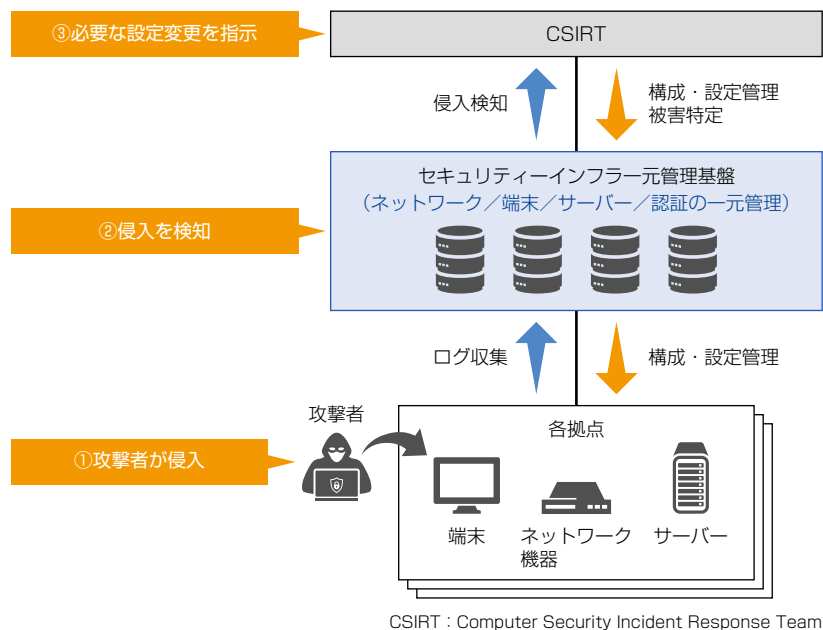 ③必要な設定変更を指示
CSIRT
侵入検知
構成・設定管理
被害特定
セキュリティーインフラ一元管理基盤
（ネットワーク／端末／サーバー／認証の一元管理）
②侵入を検知
ログ収集
構成・設定管理
攻撃者
各拠点
①攻撃者が侵入
端末
ネットワーク
機器
サーバー
CSIRT：Computer Security Incident Response Team